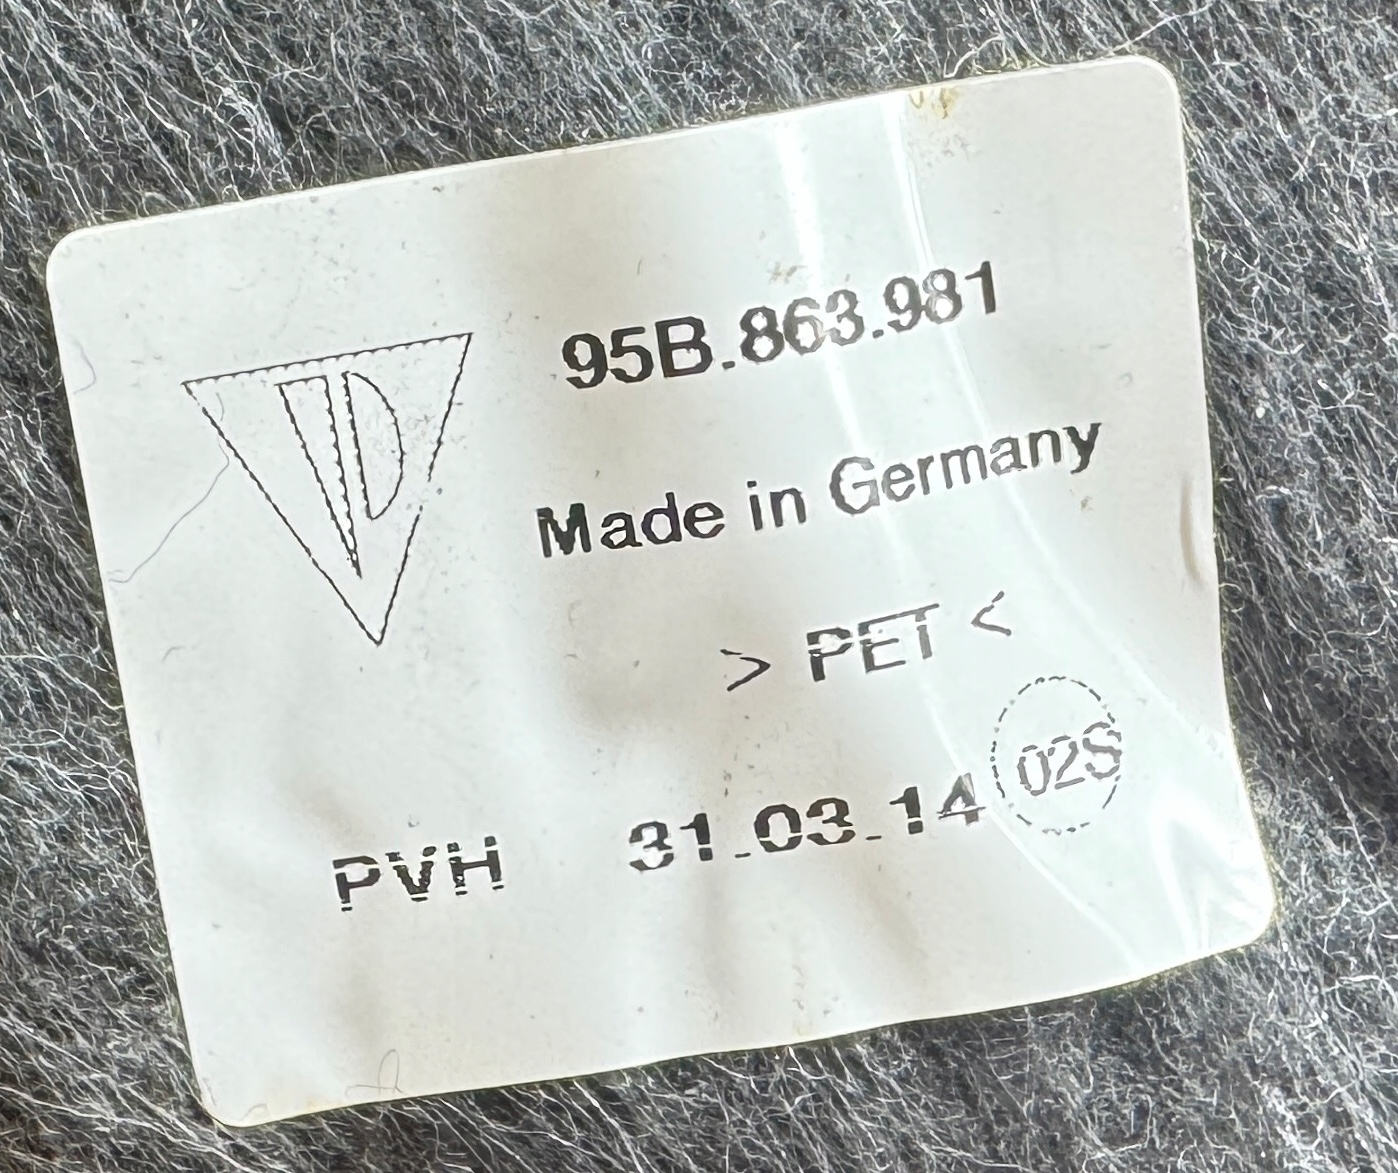 95B.863.981
Made in Germany
> PET <
PVH 31.03.14 02S